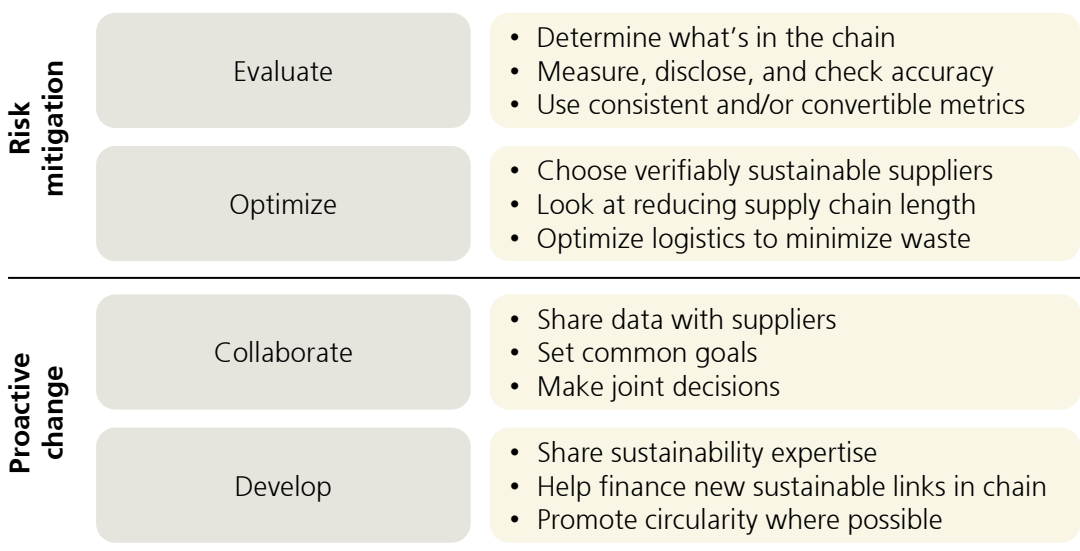 Risk
mitigation
Evaluate
• Determine what’s in the chain
• Measure, disclose, and check accuracy
• Use consistent and/or convertible metrics
Optimize
• Choose verifiably sustainable suppliers
• Look at reducing supply chain length
• Optimize logistics to minimize waste
Proactive
change
Collaborate
• Share data with suppliers
• Set common goals
• Make joint decisions
Develop
• Share sustainability expertise
• Help finance new sustainable links in chain
• Promote circularity where possible